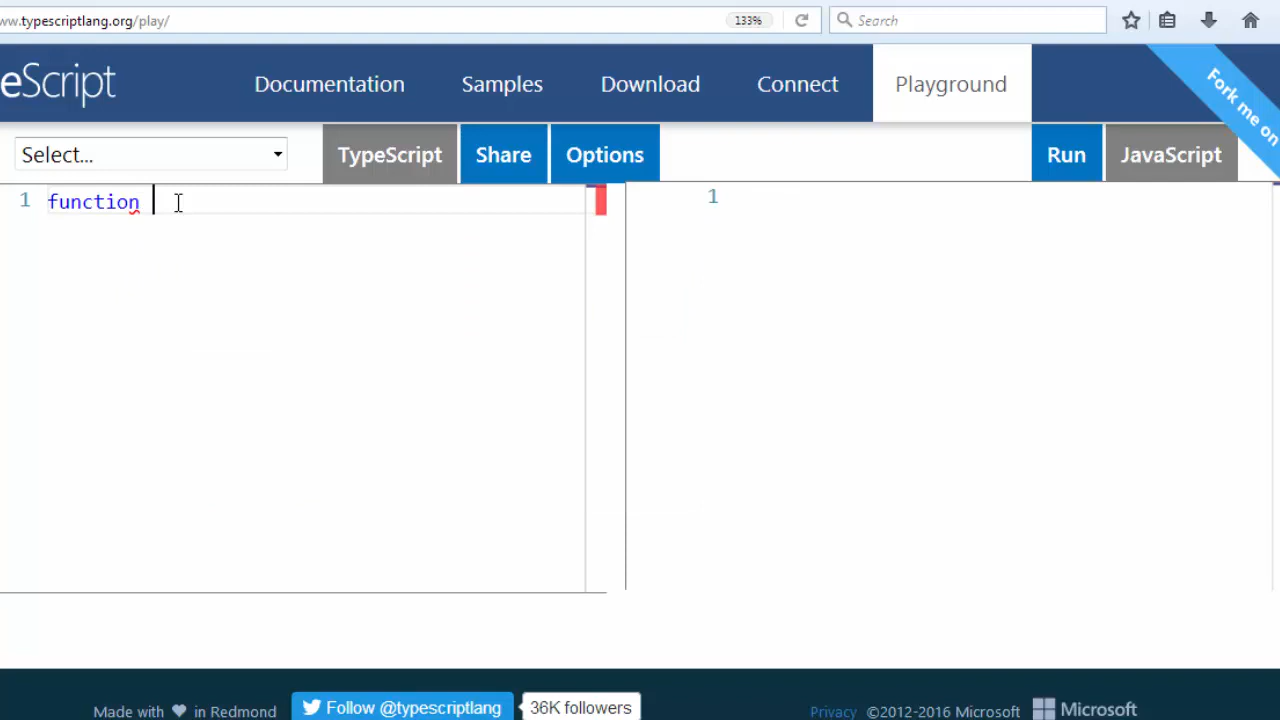 ww.typescriptlang.org/play/ 133% Search
eScript Documentation Samples Download Connect Playground
Fork me on
Select... TypeScript Share Options Run JavaScript
1 function 1
Made with ♥ in Redmond Follow @typescriptlang 36K followers Privacy ©2012-2016 Microsoft Microsoft